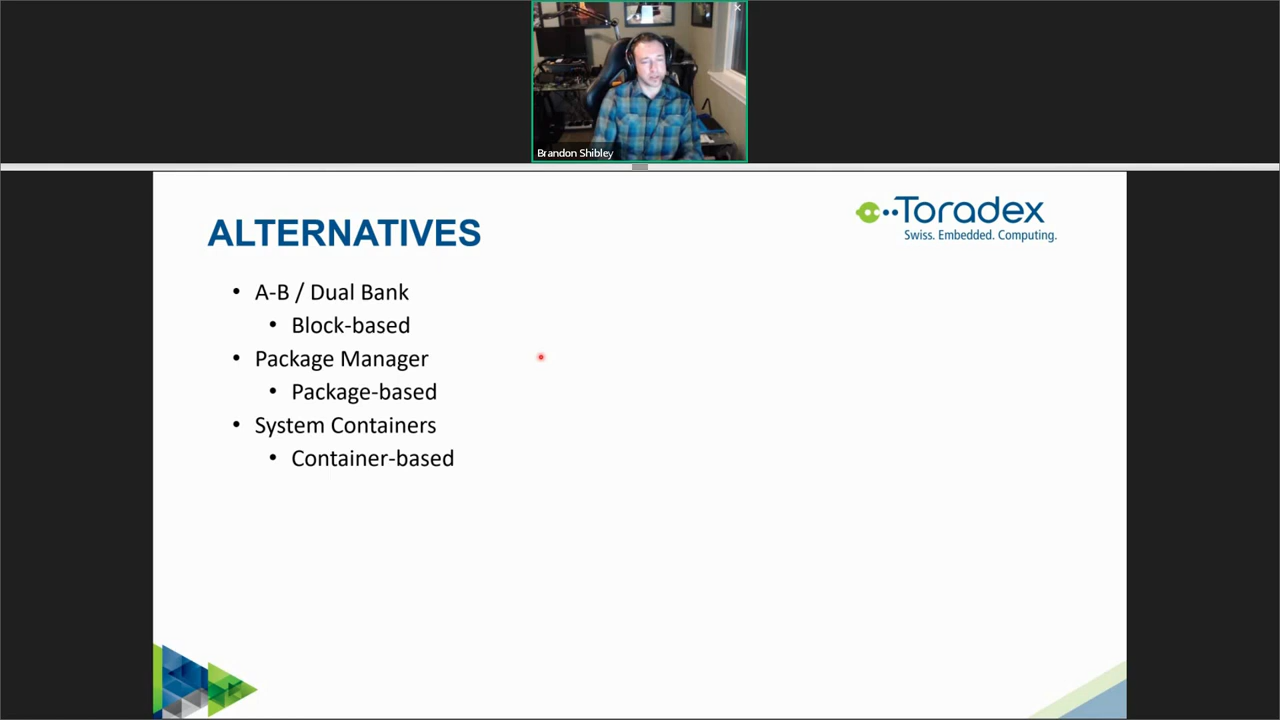 Brandon Shibley
ALTERNATIVES
Toradex
Swiss. Embedded. Computing.
• A-B / Dual Bank
• Block-based
• Package Manager
• Package-based
• System Containers
• Container-based